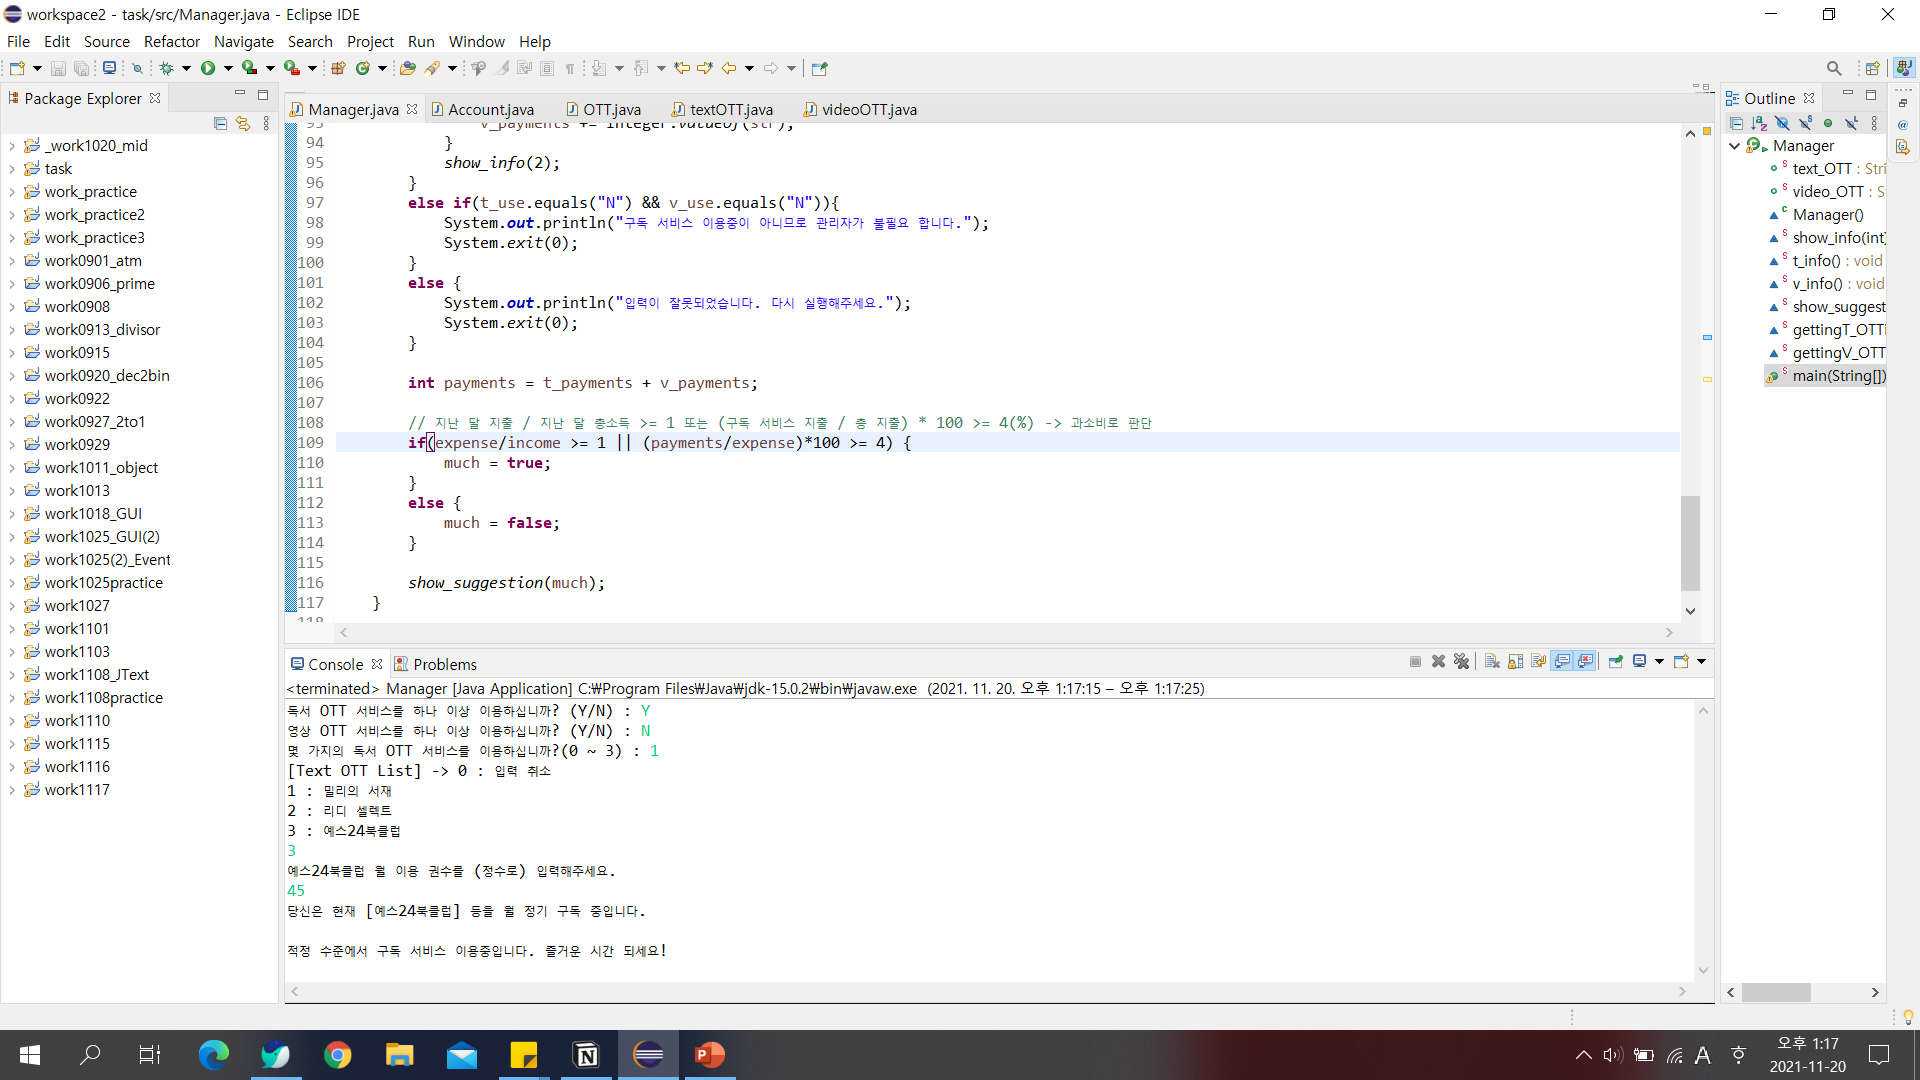 workspace2 - task/src/Manager.java - Eclipse IDE
File Edit Source Refactor Navigate Search Project Run Window Help
Package Explorer
_work1020_mid
task
work_practice
work_practice2
work_practice3
work0901_atm
work0906_prime
work0908
work0913_divisor
work0915
work0920_dec2bin
work0922
work0927_2to1
work0929
work1011_object
work1013
work1018_GUI
work1025_GUI(2)
work1025(2)_Event
work1025practice
work1027
work1101
work1103
work1108_JText
work1108practice
work1110
work1115
work1116
work1117
Manager.java Account.java OTT.java textOTT.java videoOTT.java
93 v_payments += Integer.valueOf(str);
94 }
95 show_info(2);
96 }
97 else if(t_use.equals("N") && v_use.equals("N")){
98 System.out.println("구독 서비스 이용중이 아니므로 관리자가 불필요 합니다.");
99 System.exit(0);
100 }
101 else {
102 System.out.println("입력이 잘못되었습니다. 다시 실행해주세요.");
103 System.exit(0);
104 }
105
106 int payments = t_payments + v_payments;
107
108 // 지난 달 지출 / 지난 달 총소득 >= 1 또는 (구독 서비스 지출 / 총 지출) * 100 >= 4(%) -> 과소비로 판단
109 if(expense/income >= 1 || (payments/expense)*100 >= 4) {
110 much = true;
111 }
112 else {
113 much = false;
114 }
115
116 show_suggestion(much);
117 }
118
Console Problems
<terminated> Manager [Java Application] C:₩Program Files₩Java₩jdk-15.0.2₩bin₩javaw.exe (2021. 11. 20. 오후 1:17:15 – 오후 1:17:25)
독서 OTT 서비스를 하나 이상 이용하십니까? (Y/N) : Y
영상 OTT 서비스를 하나 이상 이용하십니까? (Y/N) : N
몇 가지의 독서 OTT 서비스를 이용하십니까?(0 ~ 3) : 1
[Text OTT List] -> 0 : 입력 취소
1 : 밀리의 서재
2 : 리디 셀렉트
3 : 예스24북클럽
3
예스24북클럽 월 이용 권수를 (정수로) 입력해주세요.
45
당신은 현재 [예스24북클럽] 등을 월 정기 구독 중입니다.
적정 수준에서 구독 서비스 이용중입니다. 즐거운 시간 되세요!
Outline
Manager
text_OTT : Stri
video_OTT : S
Manager()
show_info(int)
t_info() : void
v_info() : void
show_suggest
gettingT_OTTi
gettingV_OTT
main(String[])
오후 1:17
2021-11-20